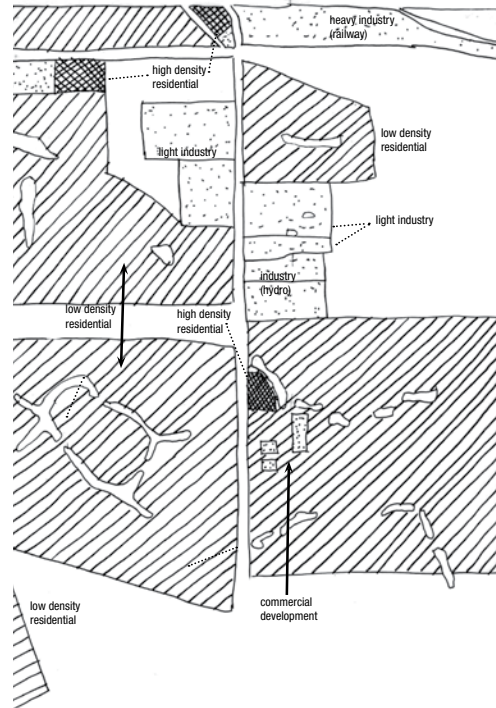 heavy industry
(railway)
high density
residential
low density
residential
light industry
light industry
industry
(hydro)
low density
residential
high density
residential
low density
residential
commercial
development